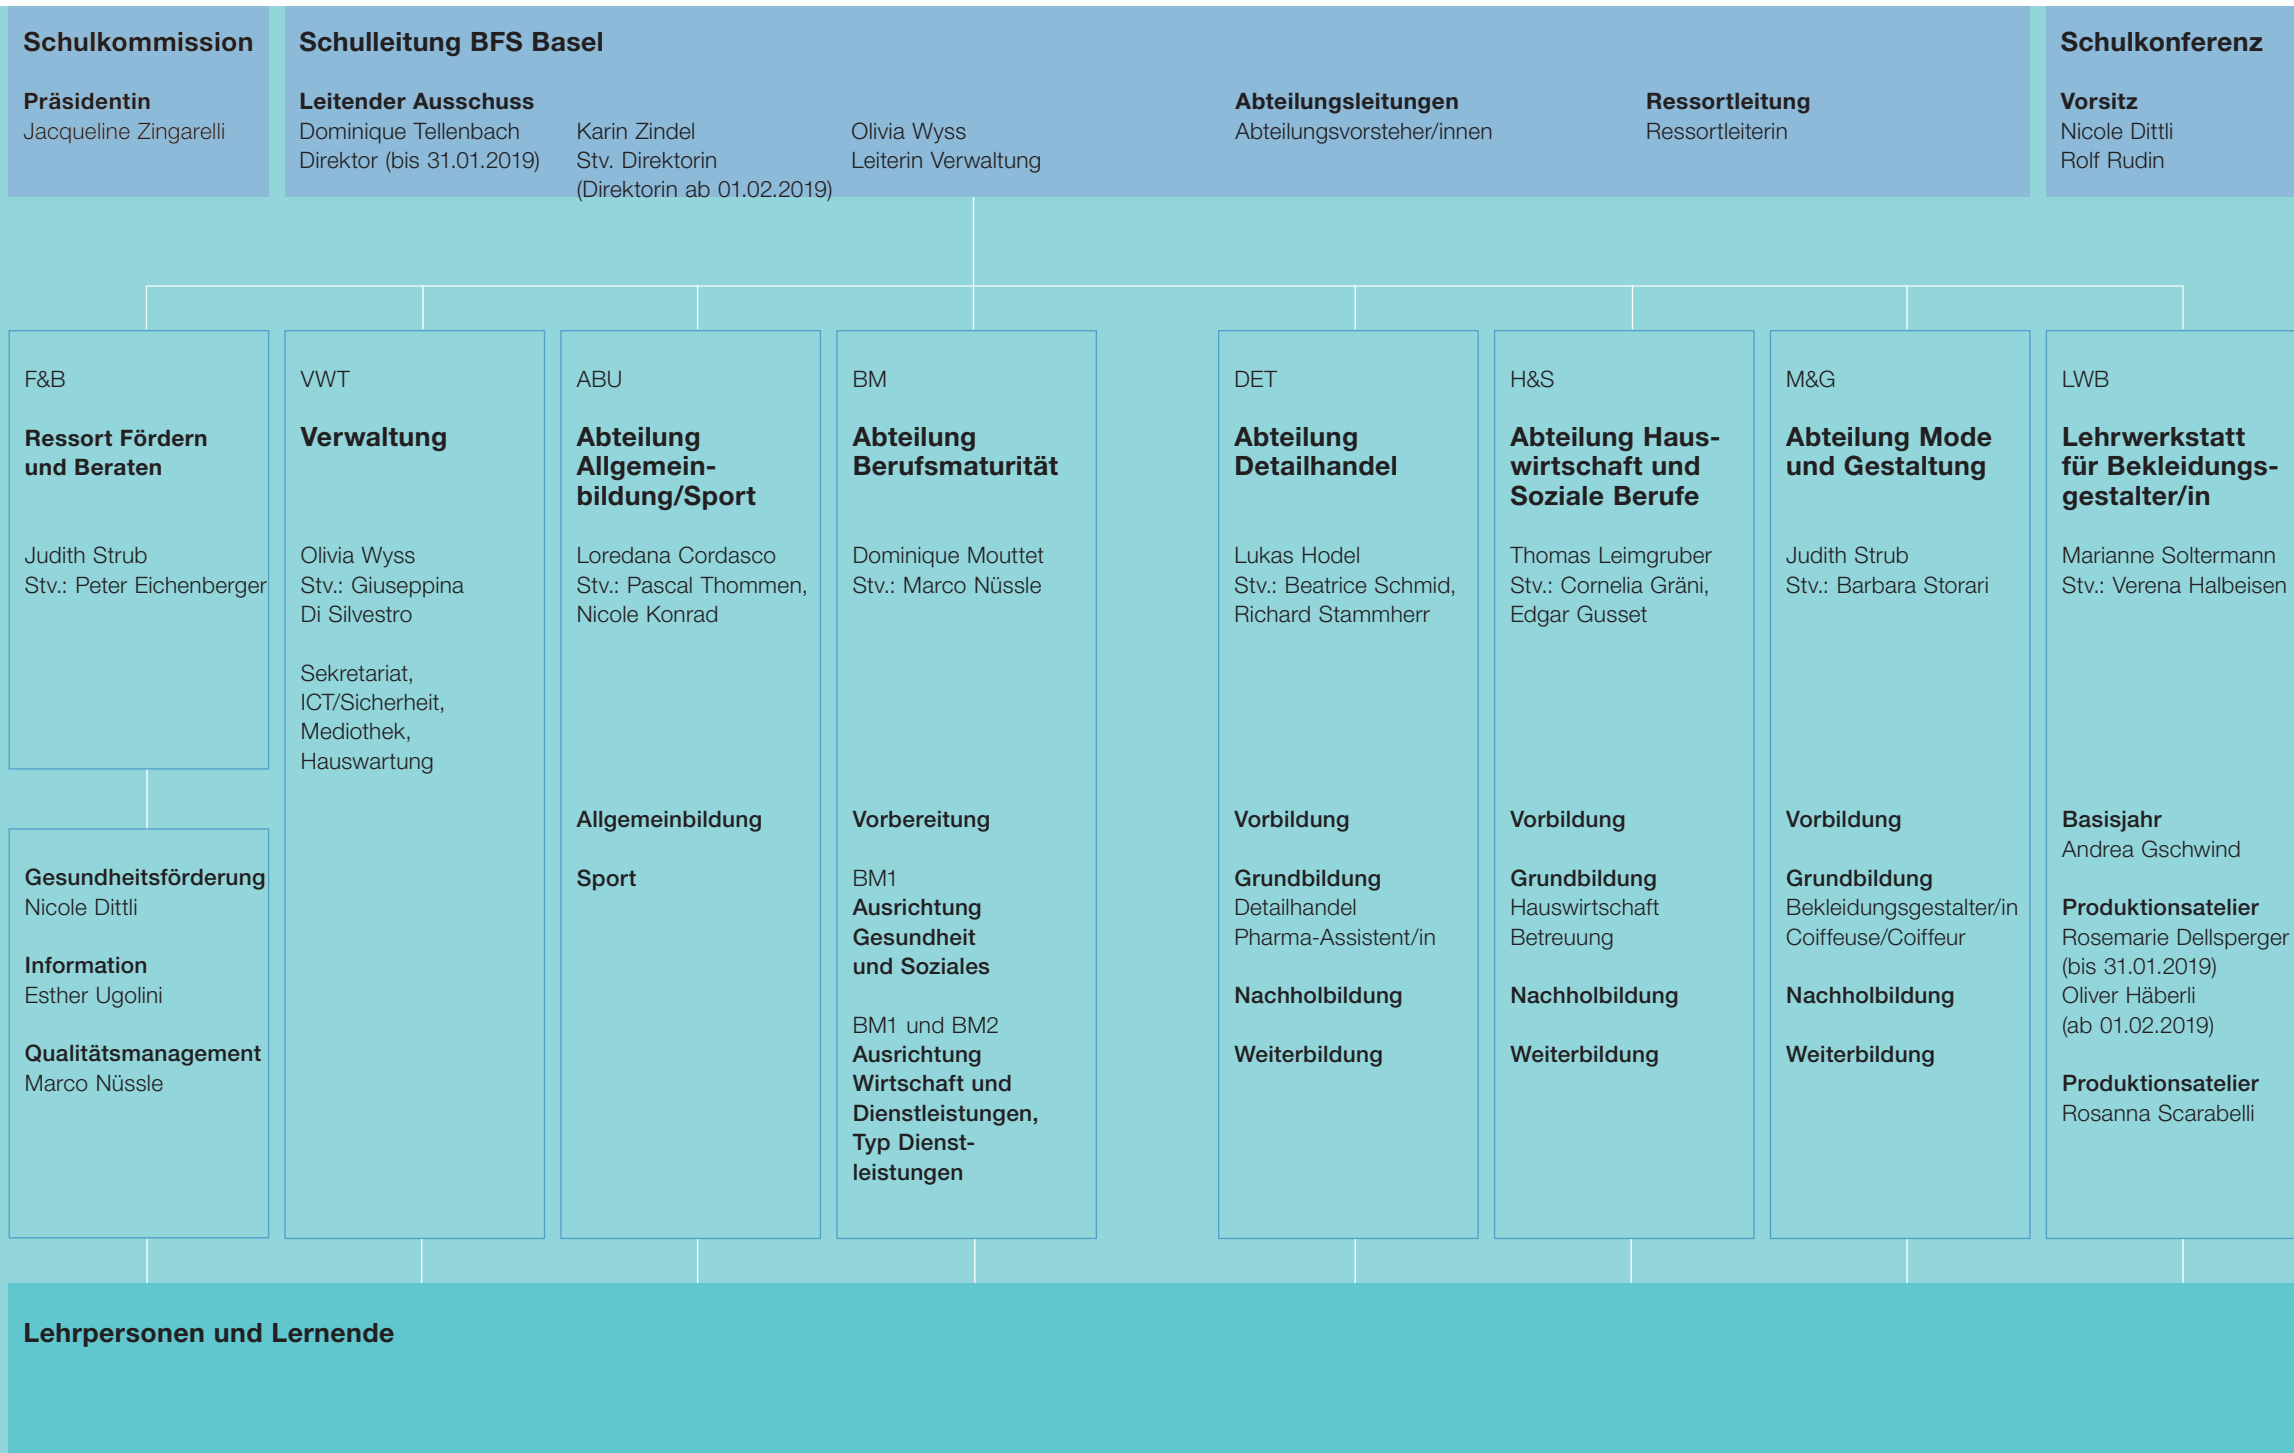 Schulkommission
Präsidentin
Jacqueline Zingarelli
Schulleitung BFS Basel
Leitender Ausschuss
Dominique Tellenbach
Direktor (bis 31.01.2019)
Karin Zindel
Stv. Direktorin
(Direktorin ab 01.02.2019)
Olivia Wyss
Leiterin Verwaltung
Abteilungsleitungen
Abteilungsvorsteher/innen
Ressortleitung
Ressortleiterin
Schulkonferenz
Vorsitz
Nicole Dittli
Rolf Rudin
F&B
Ressort Fördern
und Beraten
Judith Strub
Stv.: Peter Eichenberger
Gesundheitsförderung
Nicole Dittli
Information
Esther Ugolini
Qualitätsmanagement
Marco Nüssle
VWT
Verwaltung
Olivia Wyss
Stv.: Giuseppina
Di Silvestro
Sekretariat,
ICT/Sicherheit,
Mediothek,
Hauswartung
ABU
Abteilung
Allgemein-
bildung/Sport
Loredana Cordasco
Stv.: Pascal Thommen,
Nicole Konrad
Allgemeinbildung
Sport
BM
Abteilung
Berufsmaturität
Dominique Mouttet
Stv.: Marco Nüssle
Vorbereitung
BM1
Ausrichtung
Gesundheit
und Soziales
BM1 und BM2
Ausrichtung
Wirtschaft und
Dienstleistungen,
Typ Dienst-
leistungen
DET
Abteilung
Detailhandel
Lukas Hodel
Stv.: Beatrice Schmid,
Richard Stammherr
Vorbildung
Grundbildung
Detailhandel
Pharma-Assistent/in
Nachholbildung
Weiterbildung
H&S
Abteilung Haus-
wirtschaft und
Soziale Berufe
Thomas Leimgruber
Stv.: Cornelia Gräni,
Edgar Gusset
Vorbildung
Grundbildung
Hauswirtschaft
Betreuung
Nachholbildung
Weiterbildung
M&G
Abteilung Mode
und Gestaltung
Judith Strub
Stv.: Barbara Storari
Vorbildung
Grundbildung
Bekleidungsgestalter/in
Coiffeuse/Coiffeur
Nachholbildung
Weiterbildung
LWB
Lehrwerkstatt
für Bekleidungs-
gestalter/in
Marianne Soltermann
Stv.: Verena Halbeisen
Basisjahr
Andrea Gschwind
Produktionsatelier
Rosemarie Dellsperger
(bis 31.01.2019)
Oliver Häberli
(ab 01.02.2019)
Produktionsatelier
Rosanna Scarabelli
Lehrpersonen und Lernende